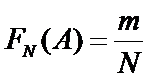 F_N(A) = m/N